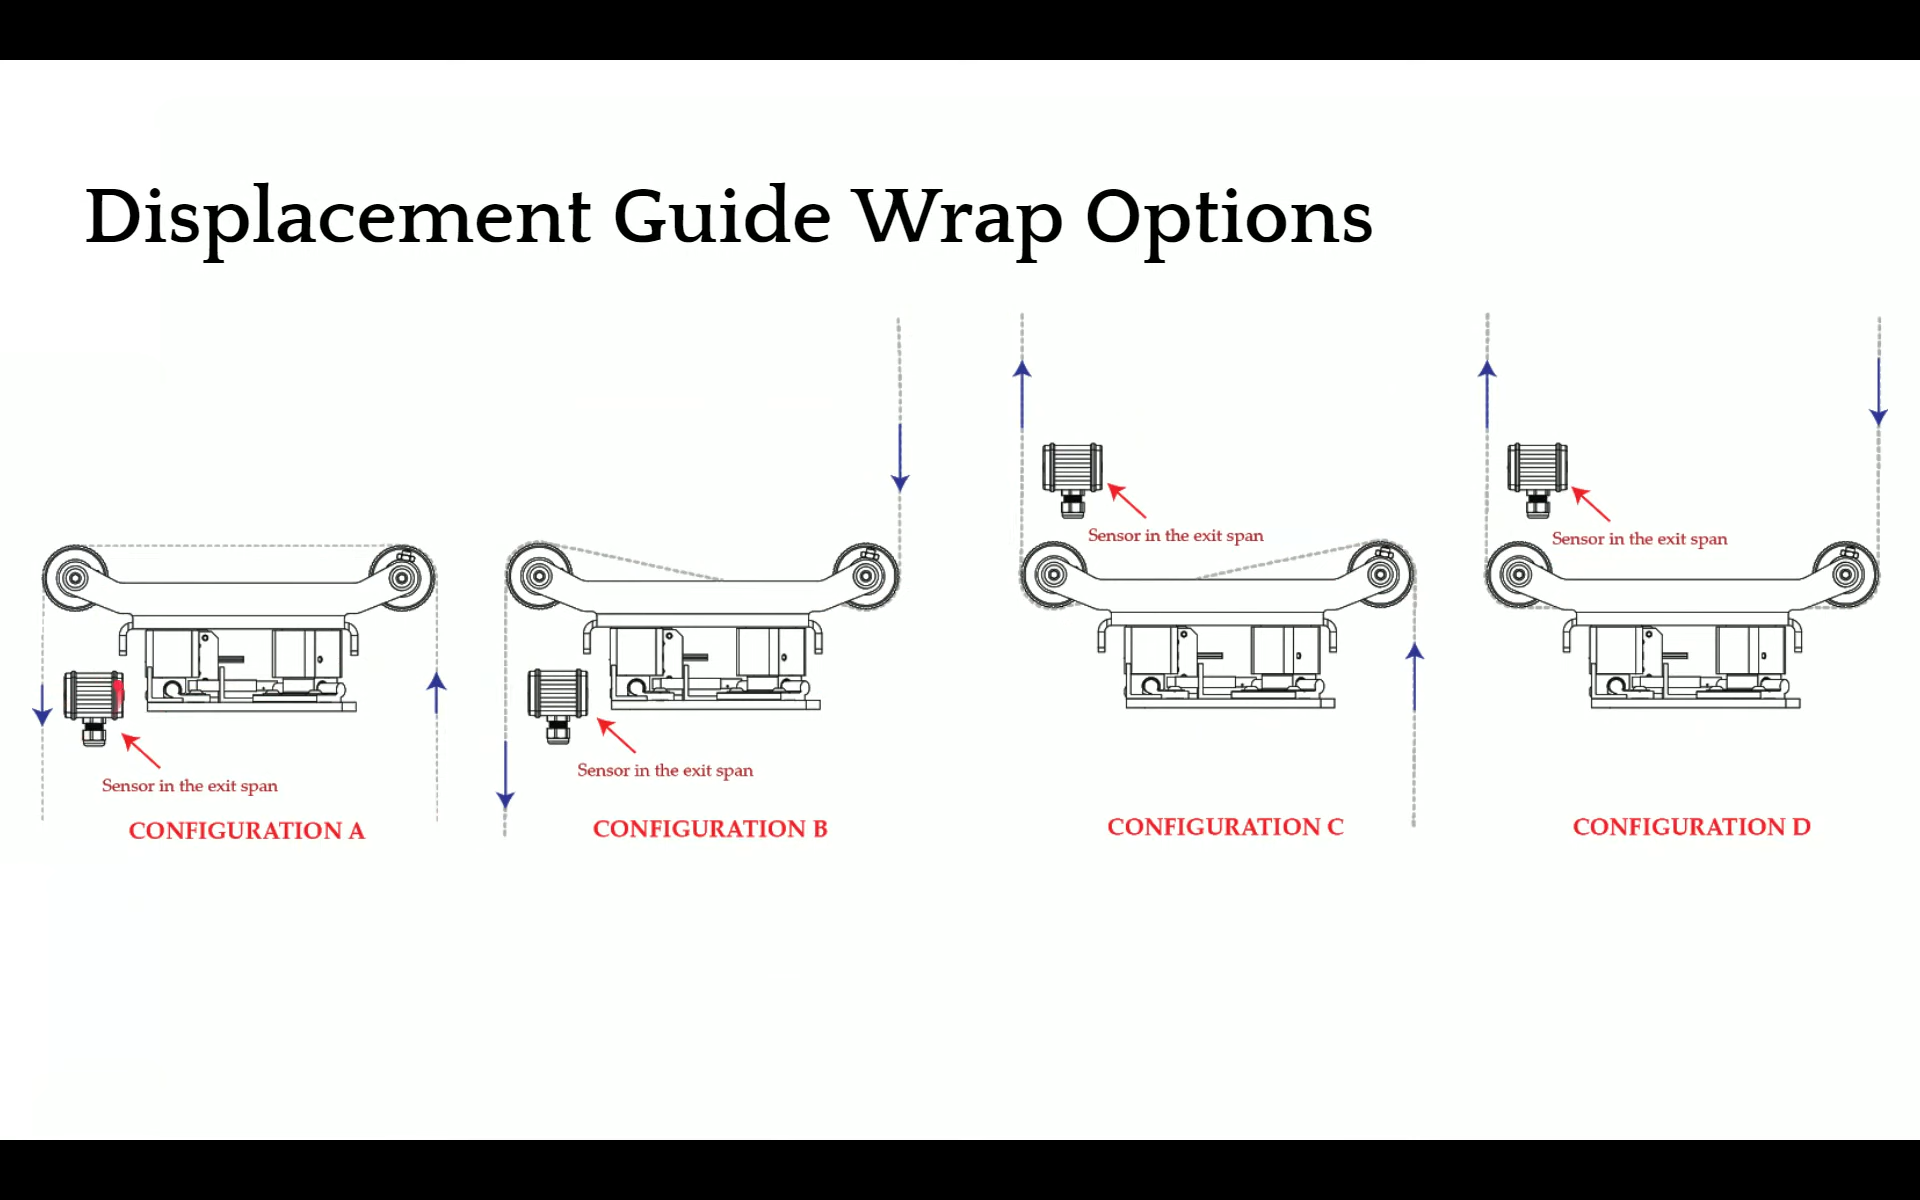 Displacement Guide Wrap Options
Sensor in the exit span
Sensor in the exit span
Sensor in the exit span
Sensor in the exit span
CONFIGURATION A
CONFIGURATION B
CONFIGURATION C
CONFIGURATION D